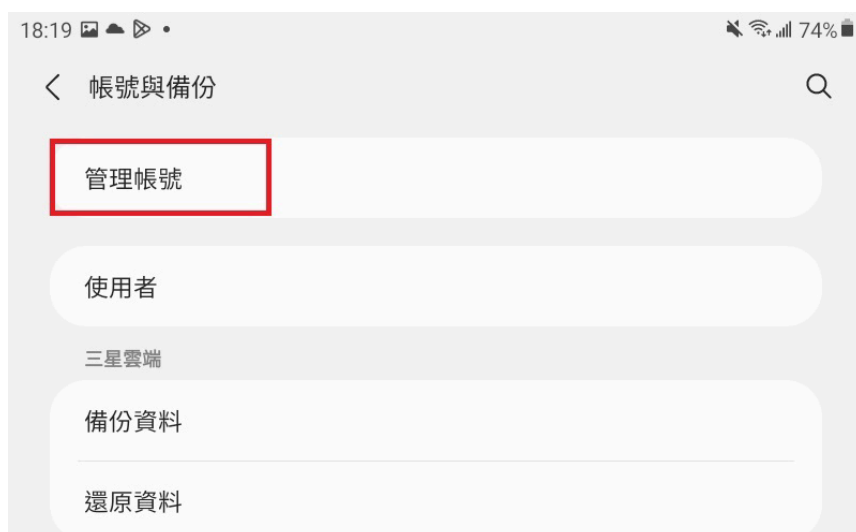 18:19 74%
帳號與備份
管理帳號
使用者
三星雲端
備份資料
還原資料